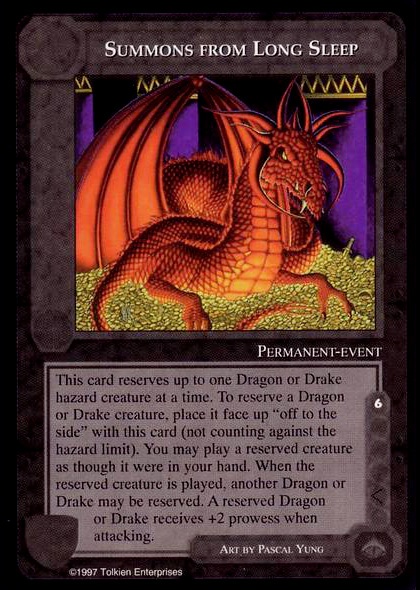 SUMMONS FROM LONG SLEEP
PERMANENT-EVENT
This card reserves up to one Dragon or Drake
hazard creature at a time. To reserve a Dragon
or Drake creature, place it face up “off to the
side” with this card (not counting against the
hazard limit). You may play a reserved creature
as though it were in your hand. When the
reserved creature is played, another Dragon or
Drake may be reserved. A reserved Dragon
or Drake receives +2 prowess when
attacking.
6
ART BY PASCAL YUNG
©1997 Tolkien Enterprises